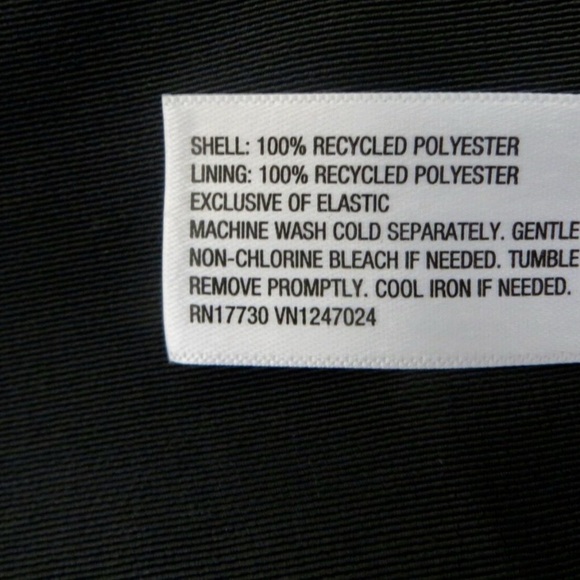 SHELL: 100% RECYCLED POLYESTER
LINING: 100% RECYCLED POLYESTER
EXCLUSIVE OF ELASTIC
MACHINE WASH COLD SEPARATELY. GENTLE
NON-CHLORINE BLEACH IF NEEDED. TUMBLE
REMOVE PROMPTLY. COOL IRON IF NEEDED.
RN17730 VN1247024